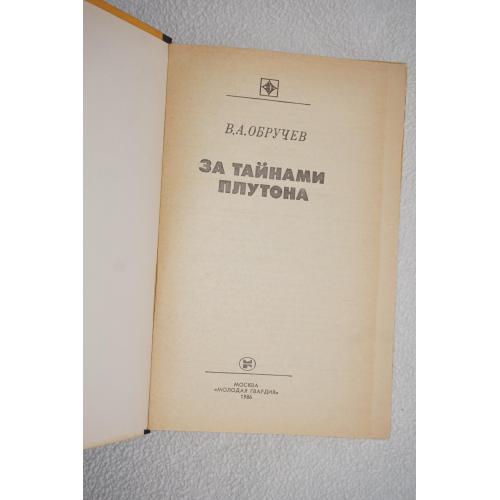 В.А.ОБРУЧЕВ
ЗА ТАЙНАМИ
ПЛУТОНА
МОСКВА
«МОЛОДАЯ ГВАРДИЯ»
1986